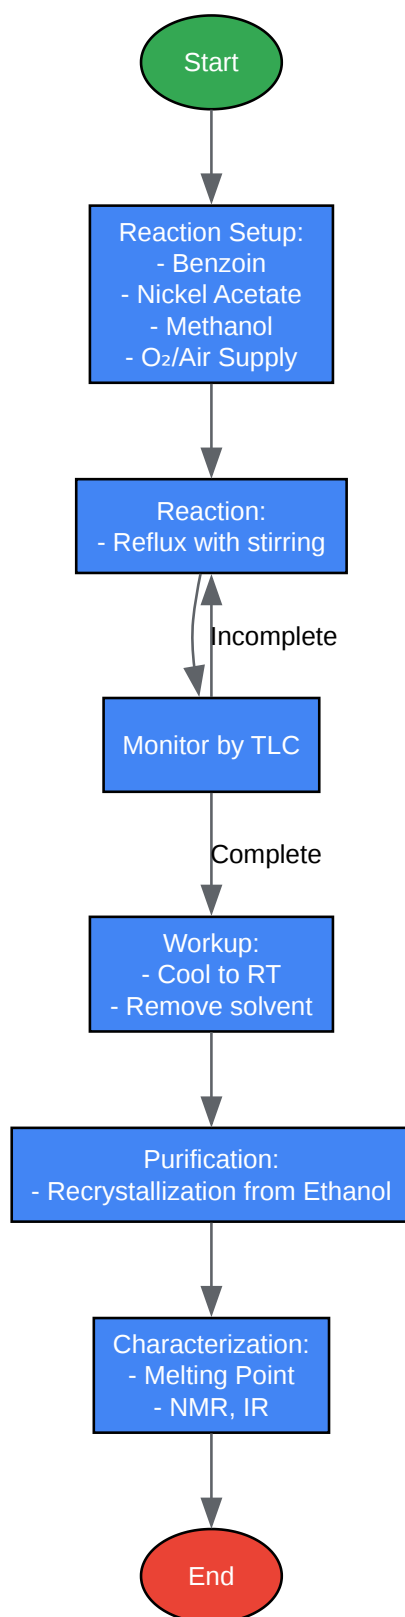 Start
Reaction Setup:
- Benzoin
- Nickel Acetate
- Methanol
- O₂/Air Supply
Reaction:
- Reflux with stirring
Incomplete
Monitor by TLC
Complete
Workup:
- Cool to RT
- Remove solvent
Purification:
- Recrystallization from Ethanol
Characterization:
- Melting Point
- NMR, IR
End